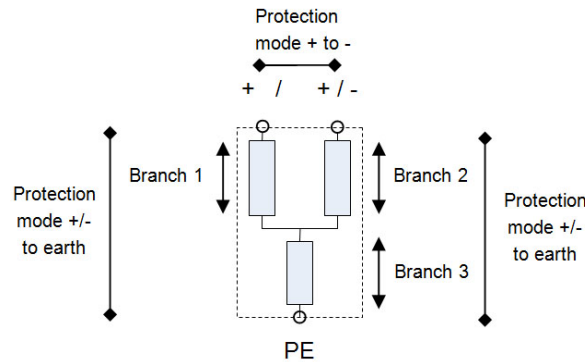 Protection
mode + to -
+ / + / -
Branch 1
Branch 2
Protection
mode +/-
to earth
Protection
mode +/-
to earth
Branch 3
PE